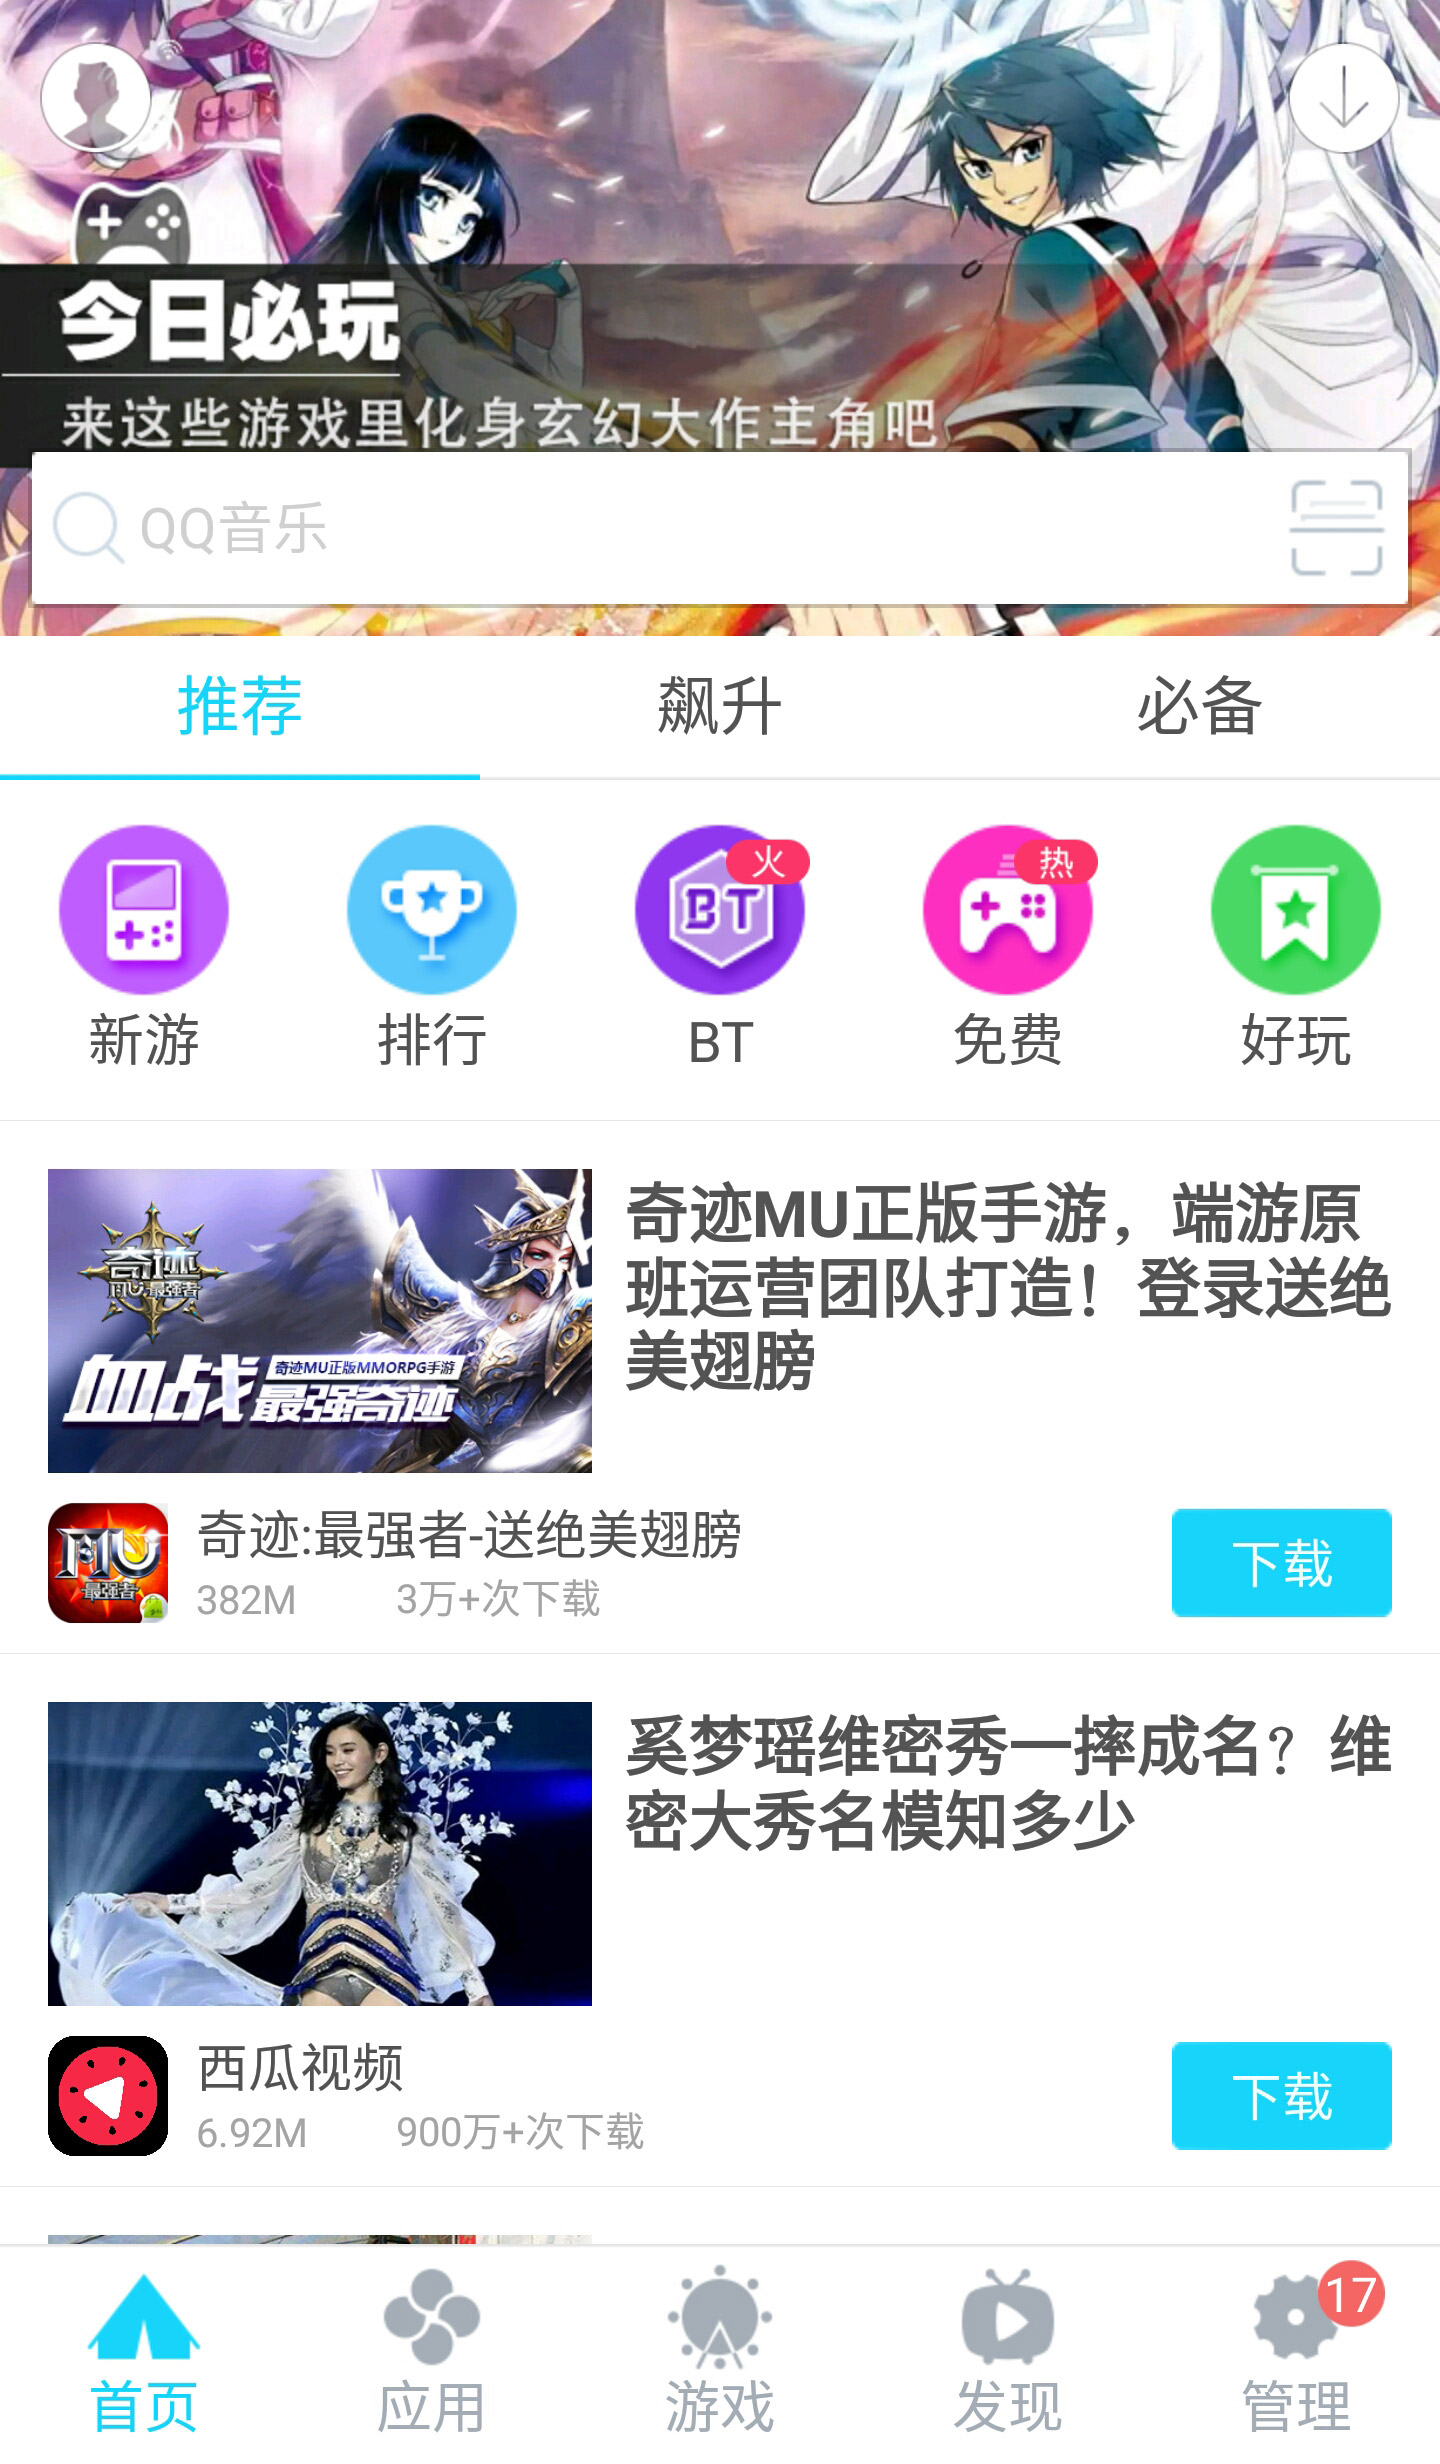 今日必玩
来这些游戏里化身玄幻大作主角吧
QQ音乐
推荐
飙升
必备
火
热
BT
新游
排行
BT
免费
好玩
奇迹
MU·最强者
血战
奇迹MU正版MMORPG手游
最强奇迹
奇迹MU正版手游，端游原
班运营团队打造！登录送绝
美翅膀
MU
最强者
奇迹:最强者-送绝美翅膀
382M
3万+次下载
下载
奚梦瑶维密秀一摔成名？维
密大秀名模知多少
西瓜视频
6.92M
900万+次下载
下载
17
首页
应用
游戏
发现
管理